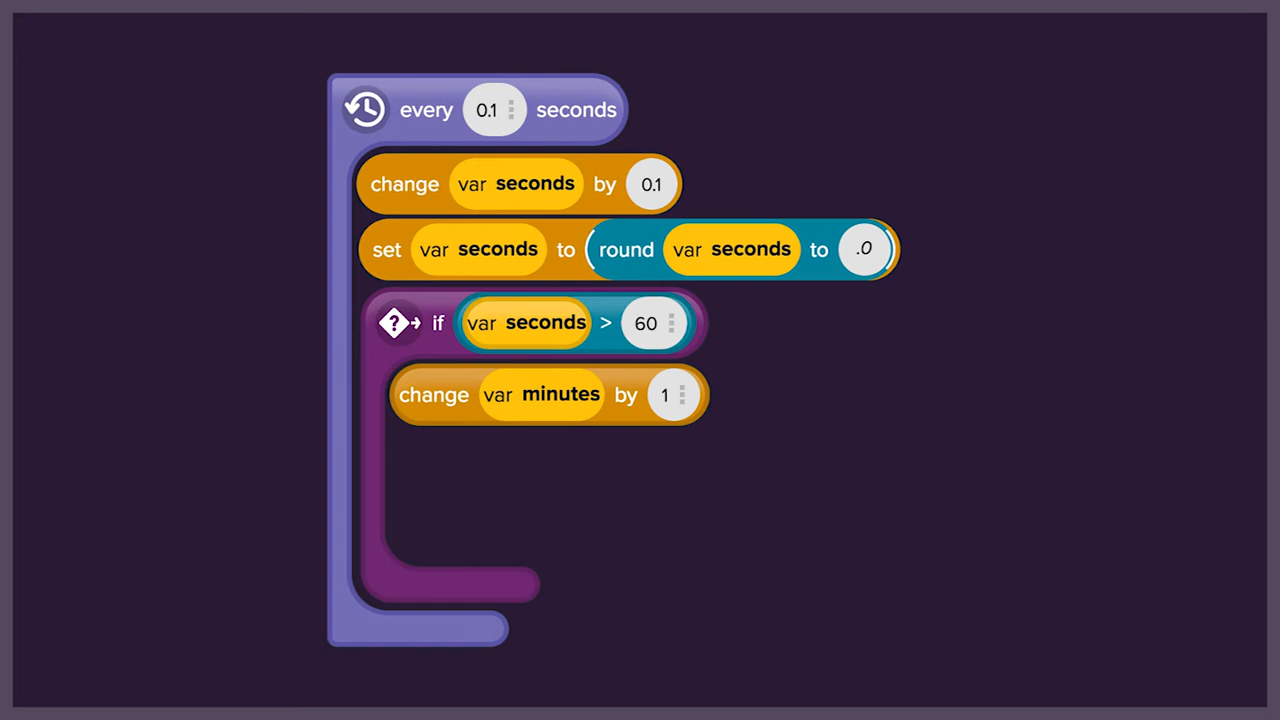 every 0.1 seconds
change var seconds by 0.1
set var seconds to (round var seconds to .0)
? if var seconds > 60
change var minutes by 1